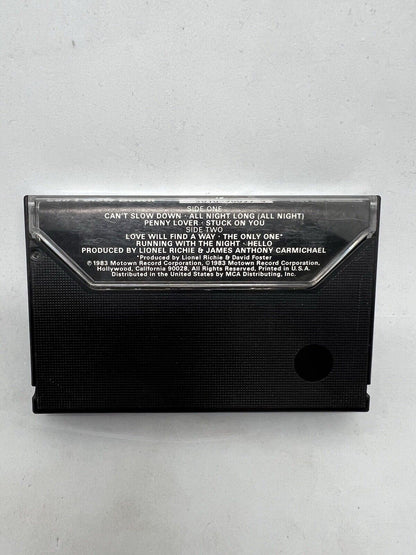 SIDE ONE
CAN'T SLOW DOWN · ALL NIGHT LONG (ALL NIGHT)
PENNY LOVER · STUCK ON YOU
SIDE TWO
LOVE WILL FIND A WAY · THE ONLY ONE*
RUNNING WITH THE NIGHT · HELLO
PRODUCED BY LIONEL RICHIE & JAMES ANTHONY CARMICHAEL
*Produced by Lionel Richie & David Foster
℗1983 Motown Record Corporation, ©1983 Motown Record Corporation,
Hollywood, California 90028, All Rights Reserved, Printed in U.S.A.
Distributed in the United States by MCA Distributing, Inc.